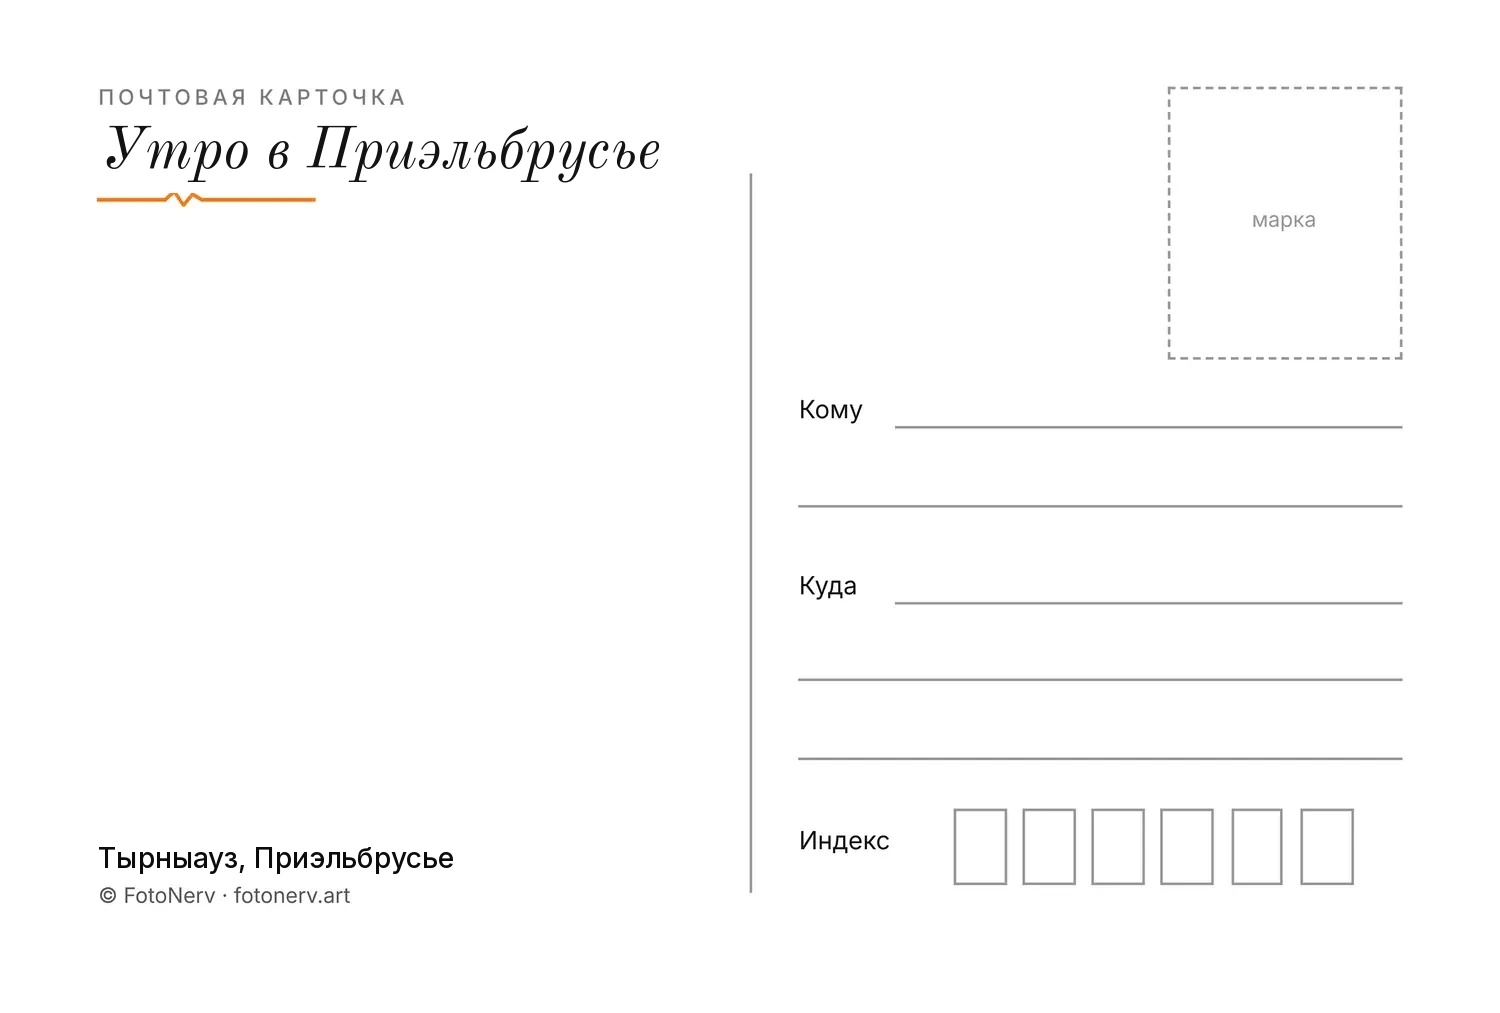 ПОЧТОВАЯ КАРТОЧКА
Утро в Приэльбрусье
марка
Кому
Куда
Индекс
Тырныауз, Приэльбрусье
© FotoNerv · fotonerv.art